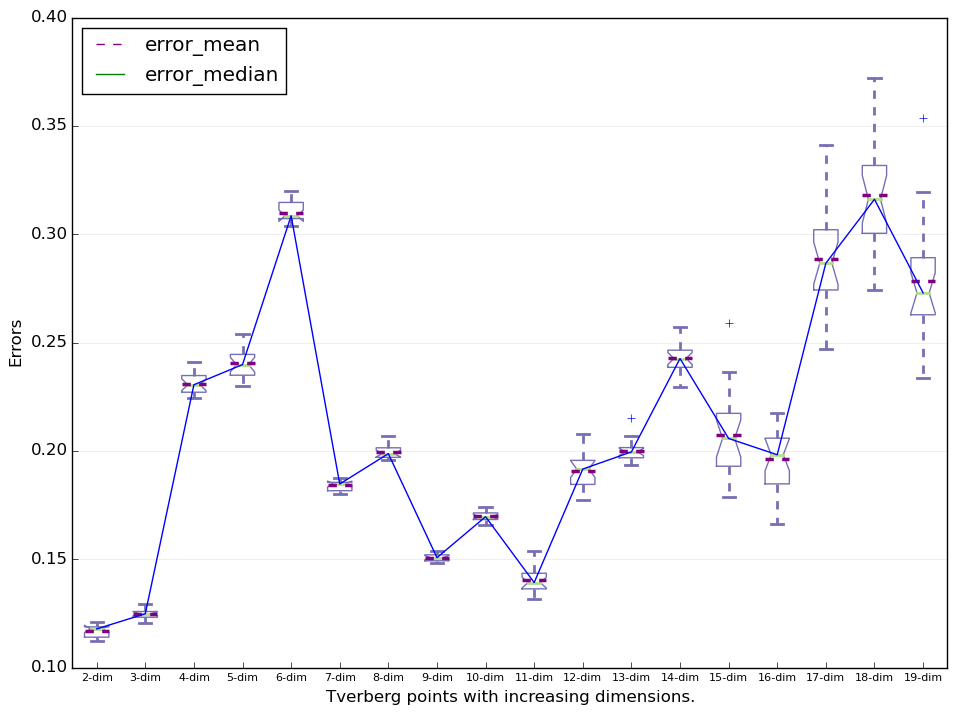 error_mean
error_median
0.40
0.35
0.30
0.25
0.20
0.15
0.10
Errors
2-dim 3-dim 4-dim 5-dim 6-dim 7-dim 8-dim 9-dim 10-dim 11-dim 12-dim 13-dim 14-dim 15-dim 16-dim 17-dim 18-dim 19-dim
Tverberg points with increasing dimensions.